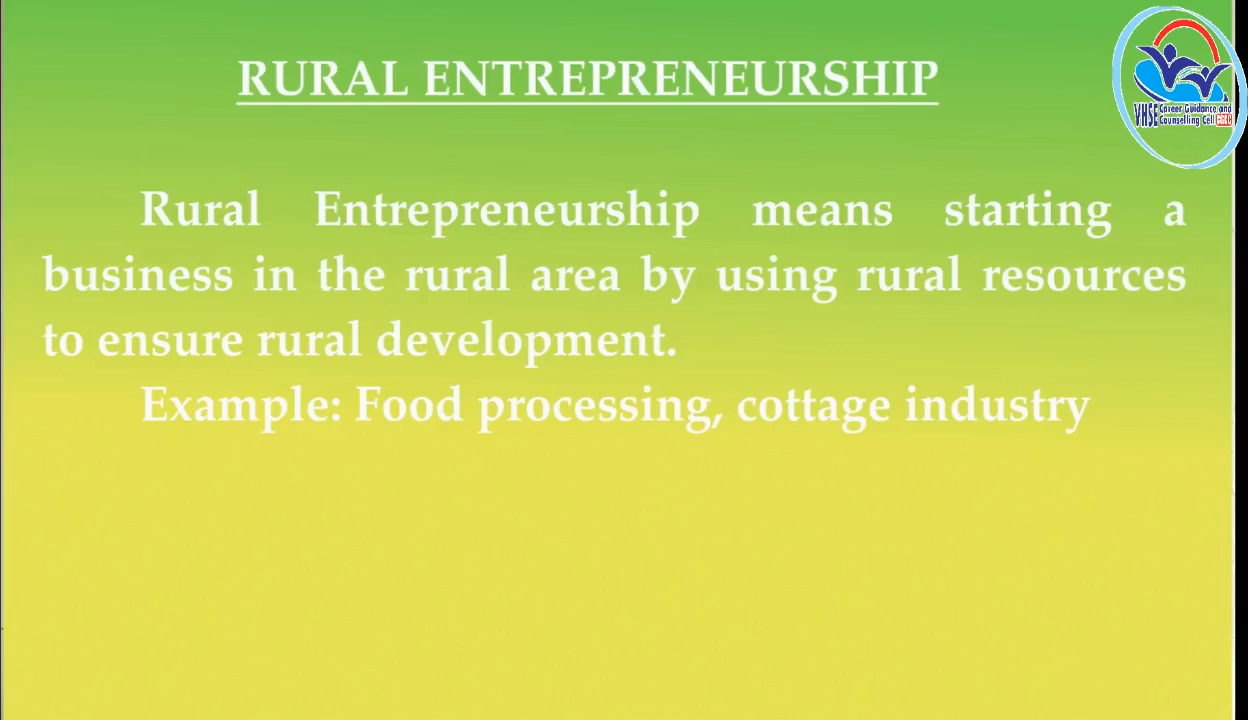 RURAL ENTREPRENEURSHIP
VHSE Career Guidance and
Counselling Cell CGCC
Rural Entrepreneurship means starting a
business in the rural area by using rural resources
to ensure rural development.
Example: Food processing, cottage industry